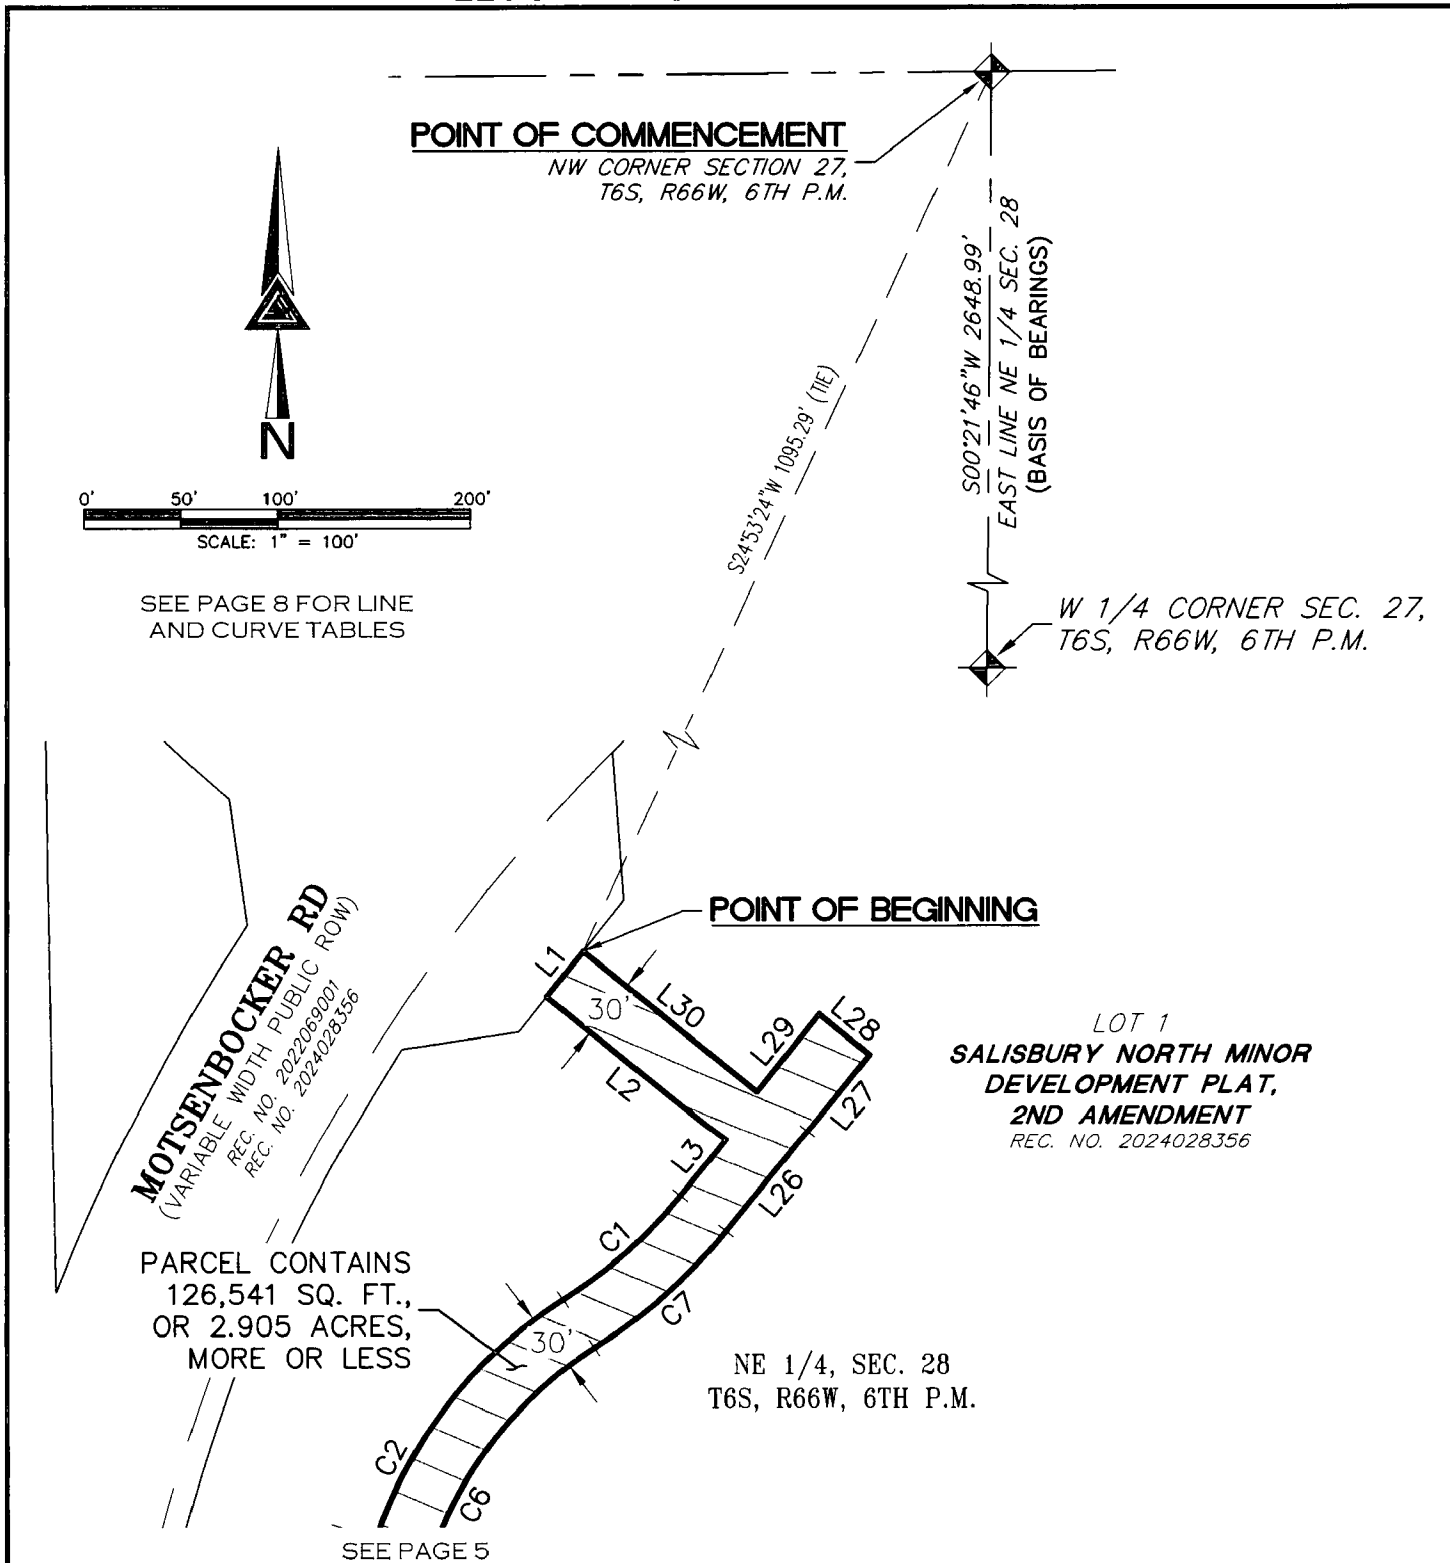 POINT OF COMMENCEMENT
NW CORNER SECTION 27,
T6S, R66W, 6TH P.M.
N
0' 50' 100' 200'
SCALE: 1" = 100'
SEE PAGE 8 FOR LINE
AND CURVE TABLES
S00°21'46"W 2648.99'
EAST LINE NE 1/4 SEC. 28
(BASIS OF BEARINGS)
S24°53'24"W 1095.29' (TIE)
W 1/4 CORNER SEC. 27,
T6S, R66W, 6TH P.M.
POINT OF BEGINNING
MOTSENBOCKER RD
(VARIABLE WIDTH PUBLIC ROW)
REC. NO. 2022069001
REC. NO. 2024028356
L1
30'
L30
L29
L28
L2
L27
L3
L26
LOT 1
SALISBURY NORTH MINOR
DEVELOPMENT PLAT,
2ND AMENDMENT
REC. NO. 2024028356
C1
C7
PARCEL CONTAINS
126,541 SQ. FT.,
OR 2.905 ACRES,
MORE OR LESS
30'
NE 1/4, SEC. 28
T6S, R66W, 6TH P.M.
C2
C6
SEE PAGE 5